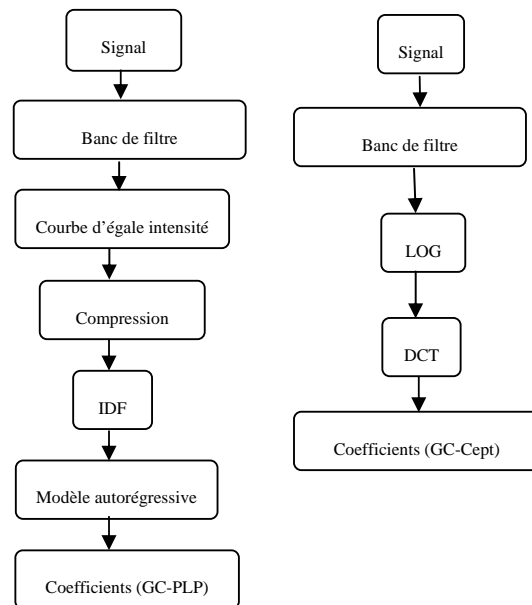 Signal
Banc de filtre
Courbe d'égale intensité
Compression
IDF
Modèle autorégressive
Coefficients (GC-PLP)
Signal
Banc de filtre
LOG
DCT
Coefficients (GC-Cept)